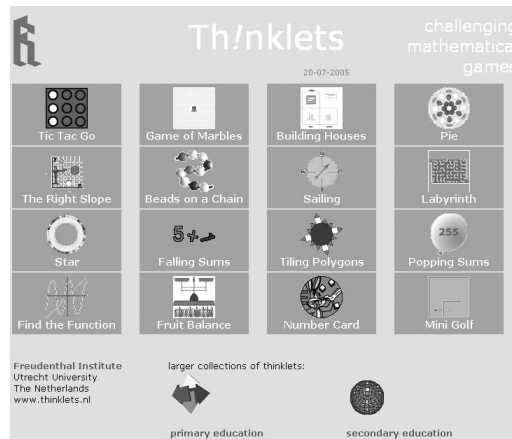 Th!nklets
challenging
mathematical
games
20-07-2005
Tic Tac Go
Game of Marbles
Building Houses
Pie
The Right Slope
Beads on a Chain
Sailing
Labyrinth
Star
5+
Falling Sums
Tiling Polygons
255
Popping Sums
Find the Function
Fruit Balance
Number Card
Mini Golf
Freudenthal Institute
Utrecht University
The Netherlands
www.thinklets.nl
larger collections of thinklets:
primary education
secondary education